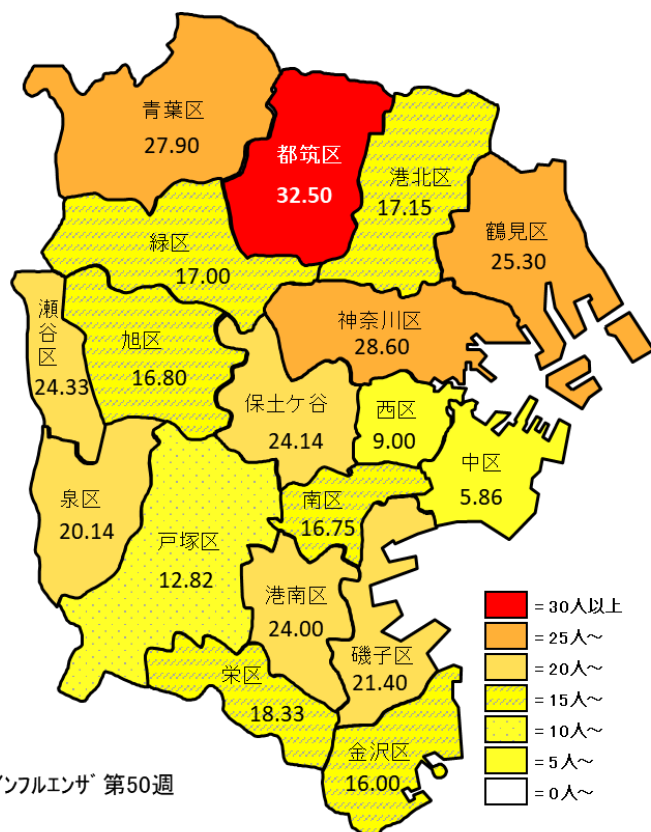 青葉区
27.90
都筑区
32.50
港北区
17.15
鶴見区
25.30
緑区
17.00
瀬谷区
24.33
旭区
16.80
神奈川区
28.60
保土ケ谷
24.14
西区
9.00
中区
5.86
泉区
20.14
戸塚区
12.82
南区
16.75
港南区
24.00
磯子区
21.40
栄区
18.33
金沢区
16.00
=30人以上
=25人~
=20人~
=15人~
=10人~
=5人~
=0人~
インフルエンザ 第50週